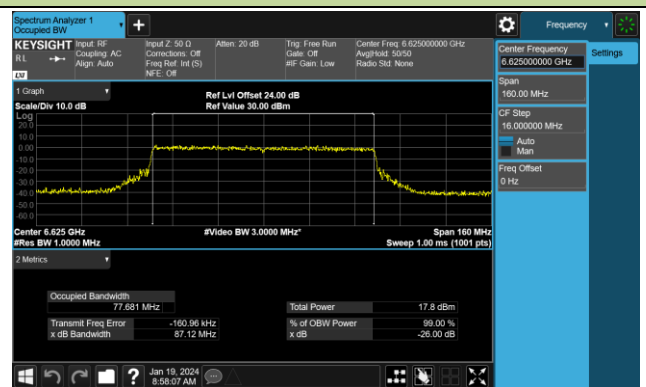 Spectrum Analyzer 1
Occupied BW
Frequency
KEYSIGHT
Input: RF
Coupling: AC
Align: Auto
Input Z: 50 Ω
Corrections: Off
Freq Ref: Int (S)
NFE: Off
Atten: 20 dB
Trig: Free Run
Gate: Off
#IF Gain: Low
Center Freq: 6.625000000 GHz
Avg|Hold: 50/50
Radio Std: None
R L
LXI
Center Frequency
6.625000000 GHz
Settings
Span
160.00 MHz
CF Step
16.000000 MHz
Auto
Man
Freq Offset
0 Hz
1 Graph
Scale/Div 10.0 dB
Ref Lvl Offset 24.00 dB
Ref Value 30.00 dBm
Log
20.0
10.0
0.00
-10.0
-20.0
-30.0
-40.0
-50.0
-60.0
Center 6.625 GHz
#Res BW 1.0000 MHz
#Video BW 3.0000 MHz*
Span 160 MHz
Sweep 1.00 ms (1001 pts)
2 Metrics
Occupied Bandwidth
77.681 MHz
Total Power 17.8 dBm
Transmit Freq Error -160.96 kHz
% of OBW Power 99.00 %
x dB Bandwidth 87.12 MHz
x dB -26.00 dB
?
Jan 19, 2024
8:58:07 AM